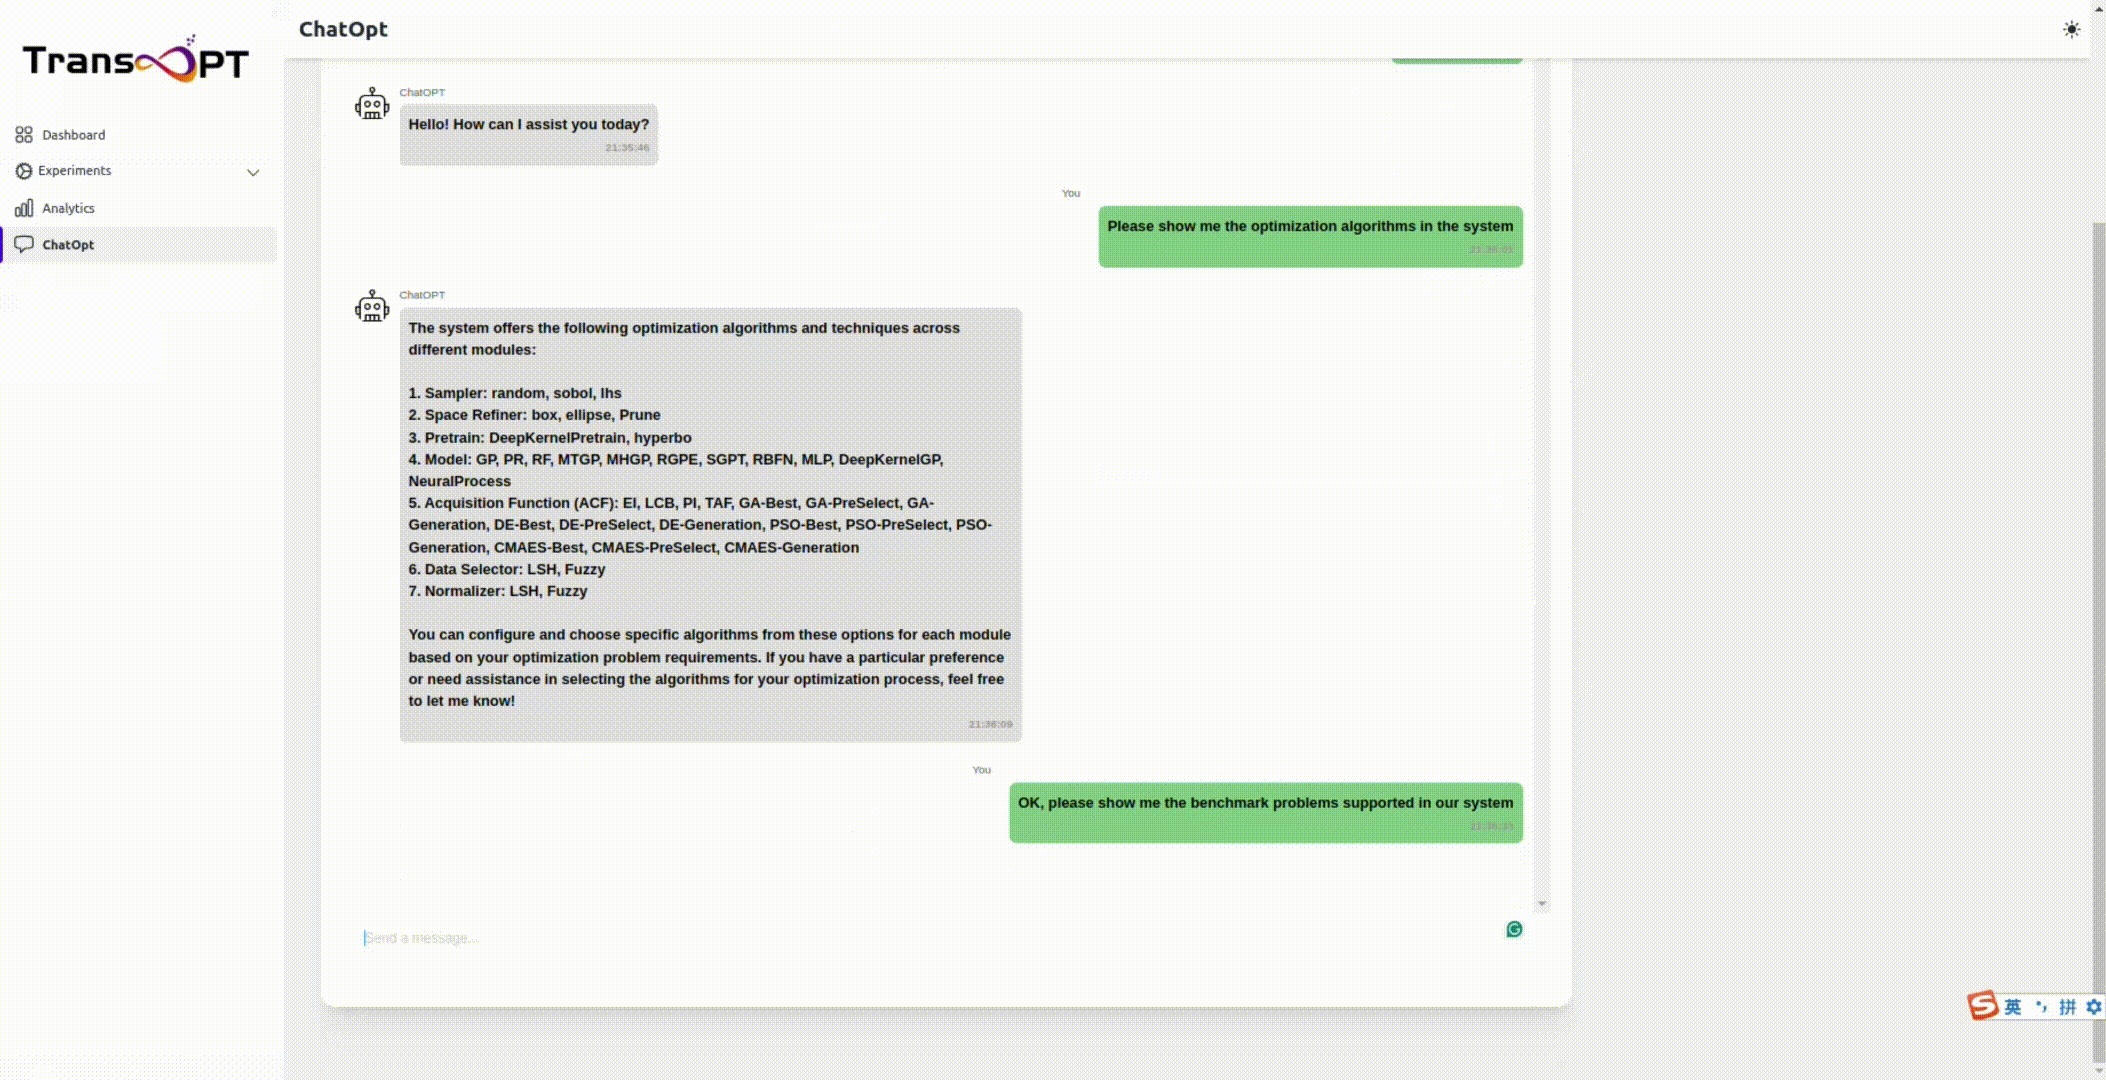 Trans PT
Dashboard
Experiments
Analytics
ChatOpt
ChatOpt
ChatOPT
Hello! How can I assist you today?
21:35:46
You
Please show me the optimization algorithms in the system
ChatOPT
The system offers the following optimization algorithms and techniques across
different modules:
1. Sampler: random, sobol, lhs
2. Space Refiner: box, ellipse, Prune
3. Pretrain: DeepKernelPretrain, hyperbo
4. Model: GP, PR, RF, MTGP, MHGP, RGPE, SGPT, RBFN, MLP, DeepKernelGP,
NeuralProcess
5. Acquisition Function (ACF): EI, LCB, PI, TAF, GA-Best, GA-PreSelect, GA-
Generation, DE-Best, DE-PreSelect, DE-Generation, PSO-Best, PSO-PreSelect, PSO-
Generation, CMAES-Best, CMAES-PreSelect, CMAES-Generation
6. Data Selector: LSH, Fuzzy
7. Normalizer: LSH, Fuzzy
You can configure and choose specific algorithms from these options for each module
based on your optimization problem requirements. If you have a particular preference
or need assistance in selecting the algorithms for your optimization process, feel free
to let me know!
21:36:09
You
OK, please show me the benchmark problems supported in our system
Send a message...
英 拼